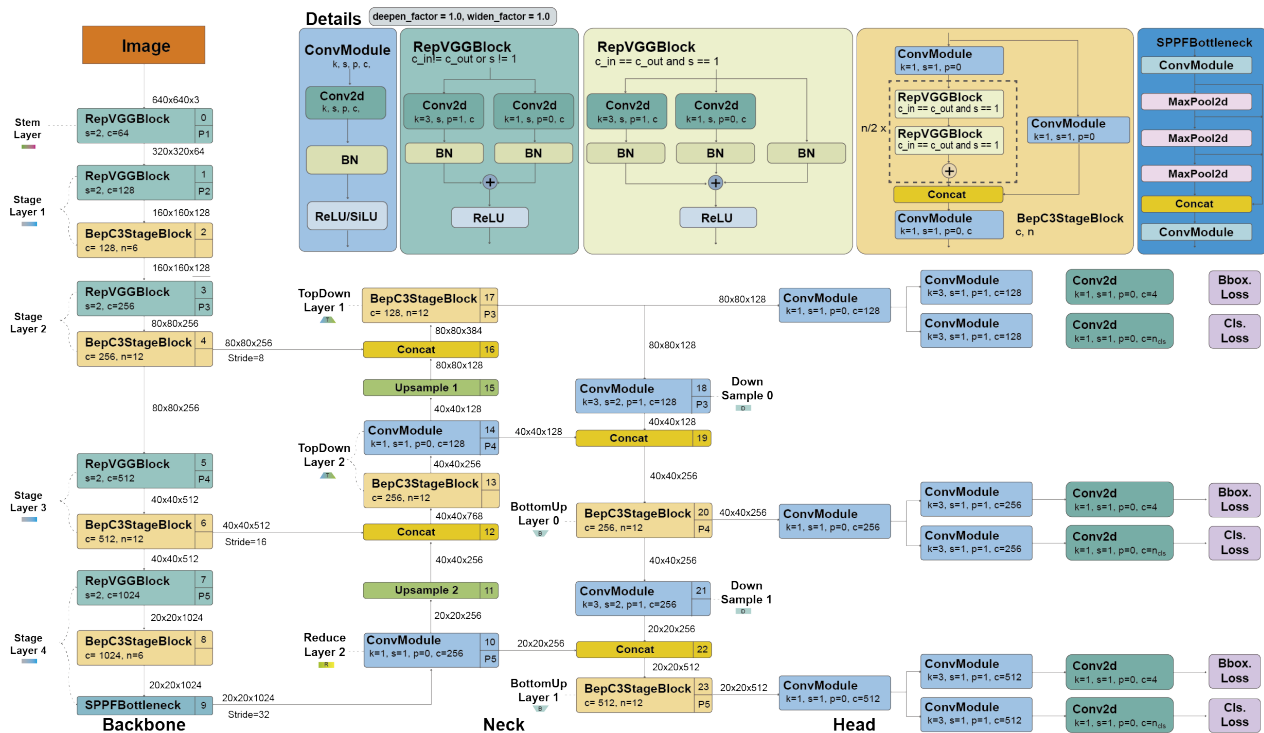 Details
deepen_factor = 1.0, widen_factor = 1.0
Image
640x640x3
Stem
Layer
RepVGGBlock
s=2, c=64
0
P1
320x320x64
Stage
Layer 1
RepVGGBlock
s=2, c=128
1
P2
160x160x128
BepC3StageBlock
c= 128, n=6
2
160x160x128
Stage
Layer 2
RepVGGBlock
s=2, c=256
3
P3
80x80x256
BepC3StageBlock
c= 256, n=12
4
80x80x256
Stride=8
80x80x256
Stage
Layer 3
RepVGGBlock
s=2, c=512
5
P4
40x40x512
BepC3StageBlock
c= 512, n=12
6
40x40x512
Stride=16
40x40x512
Stage
Layer 4
RepVGGBlock
s=2, c=1024
7
P5
20x20x1024
BepC3StageBlock
c= 1024, n=6
8
20x20x1024
SPPFBottleneck
9
20x20x1024
Stride=32
Backbone
ConvModule
k, s, p, c,
Conv2d
k, s, p, c,
BN
ReLU/SiLU
RepVGGBlock
c_in!= c_out or s != 1
Conv2d
k=3, s, p=1, c
Conv2d
k=1, s, p=0, c
BN
BN
+
ReLU
RepVGGBlock
c_in == c_out and s == 1
Conv2d
k=3, s, p=1, c
Conv2d
k=1, s, p=0, c
BN
BN
BN
+
ReLU
ConvModule
k=1, s=1, p=0
n/2 x
RepVGGBlock
c_in == c_out and s == 1
RepVGGBlock
c_in == c_out and s == 1
+
ConvModule
k=1, s=1, p=0
Concat
ConvModule
k=1, s=1, p=0, c
BepC3StageBlock
c, n
SPPFBottleneck
ConvModule
MaxPool2d
MaxPool2d
MaxPool2d
Concat
ConvModule
TopDown
Layer 1
T
BepC3StageBlock
c= 128, n=12
17
P3
80x80x384
Concat
16
80x80x128
Upsample 1
15
40x40x128
TopDown
Layer 2
T
ConvModule
k=1, s=1, p=0, c=128
14
P4
40x40x256
BepC3StageBlock
c= 256, n=12
13
40x40x768
Concat
12
40x40x256
Upsample 2
11
20x20x256
Reduce
Layer 2
R
ConvModule
k=1, s=1, p=0, c=256
10
P5
Neck
80x80x128
80x80x128
ConvModule
k=3, s=2, p=1, c=128
18
P3
Down
Sample 0
D
40x40x128
40x40x128
Concat
19
40x40x256
BottomUp
Layer 0
B
BepC3StageBlock
c= 256, n=12
20
P4
40x40x256
40x40x256
ConvModule
k=3, s=2, p=1, c=256
21
Down
Sample 1
D
20x20x256
20x20x256
Concat
22
20x20x512
BottomUp
Layer 1
B
BepC3StageBlock
c= 512, n=12
23
P5
20x20x512
ConvModule
k=1, s=1, p=0, c=128
ConvModule
k=3, s=1, p=1, c=128
Conv2d
k=1, s=1, p=0, c=4
Bbox.
Loss
ConvModule
k=3, s=1, p=1, c=128
Conv2d
k=1, s=1, p=0, c=ncls
Cls.
Loss
ConvModule
k=1, s=1, p=0, c=256
ConvModule
k=3, s=1, p=1, c=256
Conv2d
k=1, s=1, p=0, c=4
Bbox.
Loss
ConvModule
k=3, s=1, p=1, c=256
Conv2d
k=1, s=1, p=0, c=ncls
Cls.
Loss
ConvModule
k=1, s=1, p=0, c=512
ConvModule
k=3, s=1, p=1, c=512
Conv2d
k=1, s=1, p=0, c=4
Bbox.
Loss
ConvModule
k=3, s=1, p=1, c=512
Conv2d
k=1, s=1, p=0, c=ncls
Cls.
Loss
Head